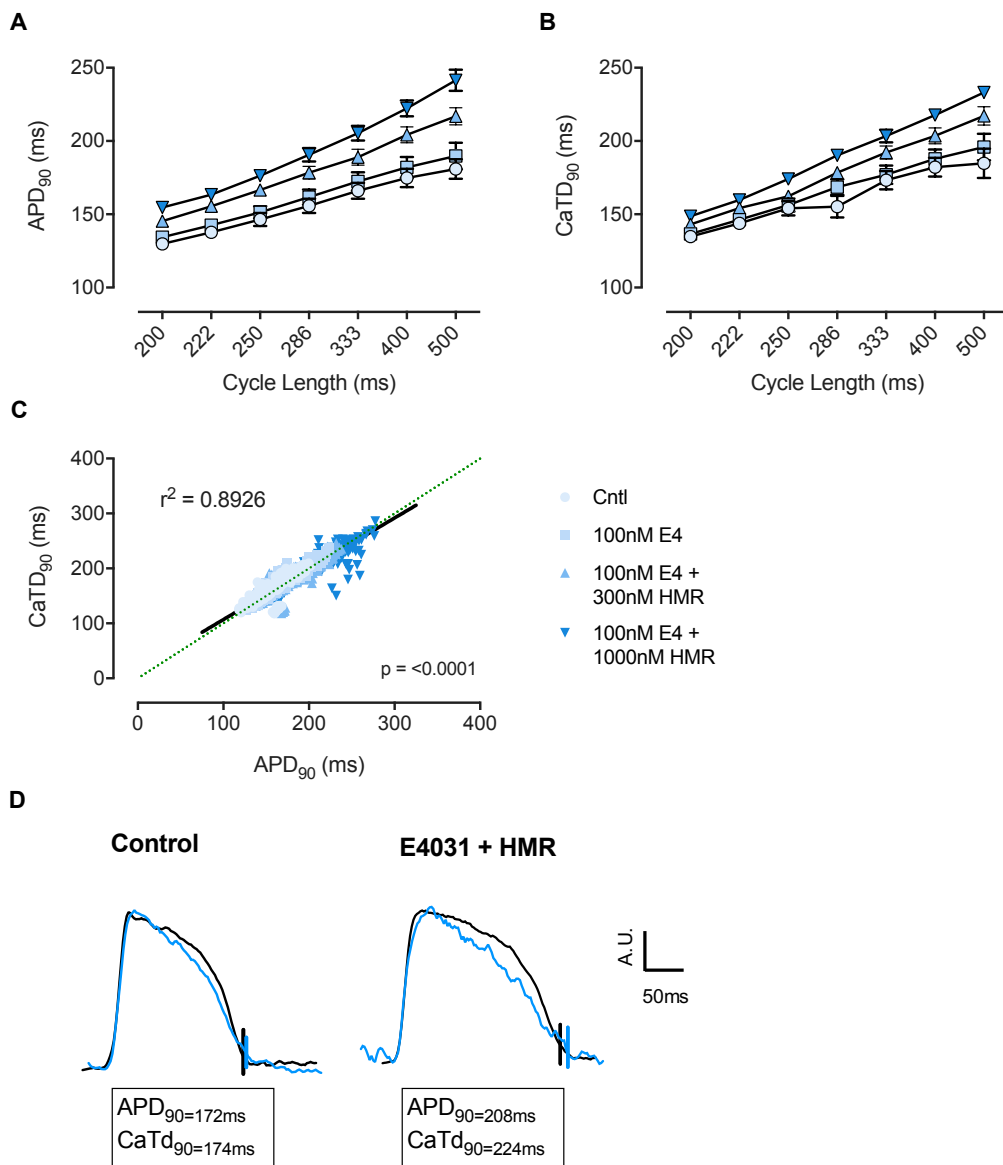 A
APD90 (ms)
250
200
150
100
200 222 250 286 333 400 500
Cycle Length (ms)
B
CaTD90 (ms)
250
200
150
100
200 222 250 286 333 400 500
Cycle Length (ms)
C
CaTD90 (ms)
400
300
200
100
0
r2 = 0.8926
p = <0.0001
0 100 200 300 400
APD90 (ms)
Cntl
100nM E4
100nM E4 +
300nM HMR
100nM E4 +
1000nM HMR
D
Control
APD90=172ms
CaTd90=174ms
E4031 + HMR
APD90=208ms
CaTd90=224ms
A.U.
50ms